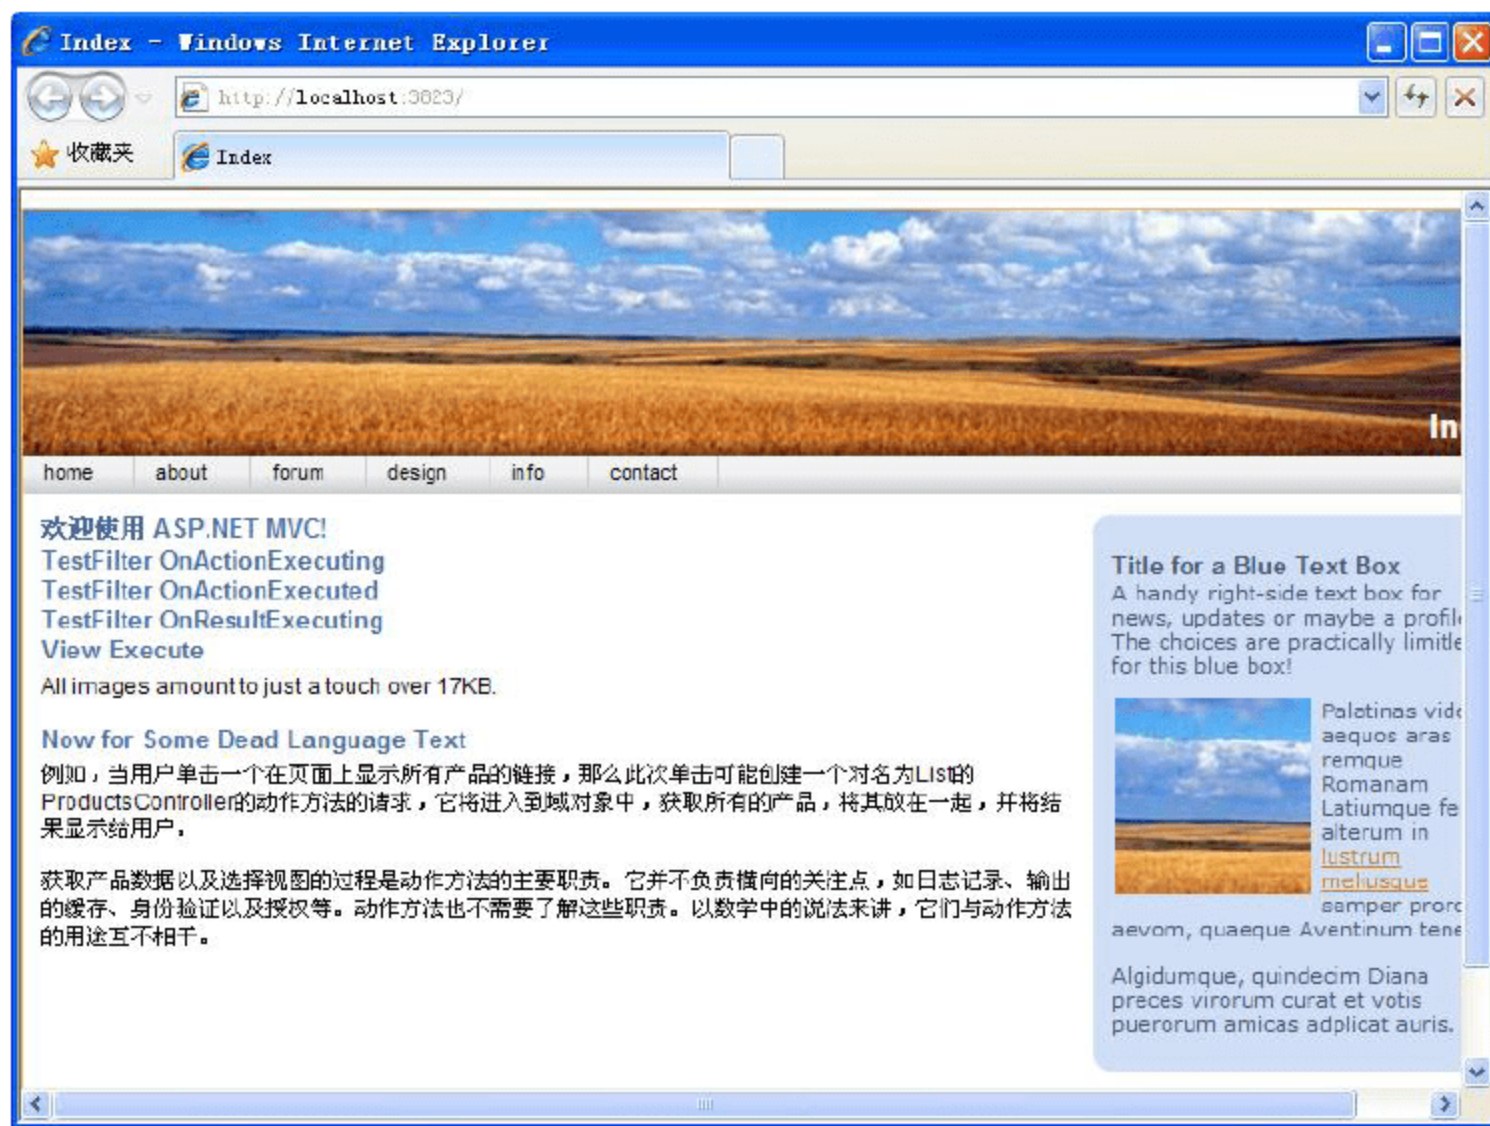 Index - Windows Internet Explorer
http://localhost:3823/
收藏夹
Index
In
home about forum design info contact
欢迎使用 ASP.NET MVC!
TestFilter OnActionExecuting
TestFilter OnActionExecuted
TestFilter OnResultExecuting
View Execute
All images amount to just a touch over 17KB.
Now for Some Dead Language Text
例如，当用户单击一个在页面上显示所有产品的链接，那么此次单击可能创建一个对名为List的
ProductsController的动作方法的请求，它将进入到域对象中，获取所有的产品，将其放在一起，并将结
果显示给用户。
获取产品数据以及选择视图的过程是动作方法的主要职责。它并不负责横向的关注点，如日志记录、输出
的缓存、身份验证以及授权等。动作方法也不需要了解这些职责。以数学中的说法来讲，它们与动作方法
的用途互不相干。
Title for a Blue Text Box
A handy right-side text box for
news, updates or maybe a profil
The choices are practically limitle
for this blue box!
Palatinas vid
aequos aras
remque
Romanam
Latiumque fe
alterum in
lustrum
meliusque
semper proro
aevom, quaeque Aventinum tene
Algidumque, quindecim Diana
preces virorum curat et votis
puerorum amicas adplicat auris.